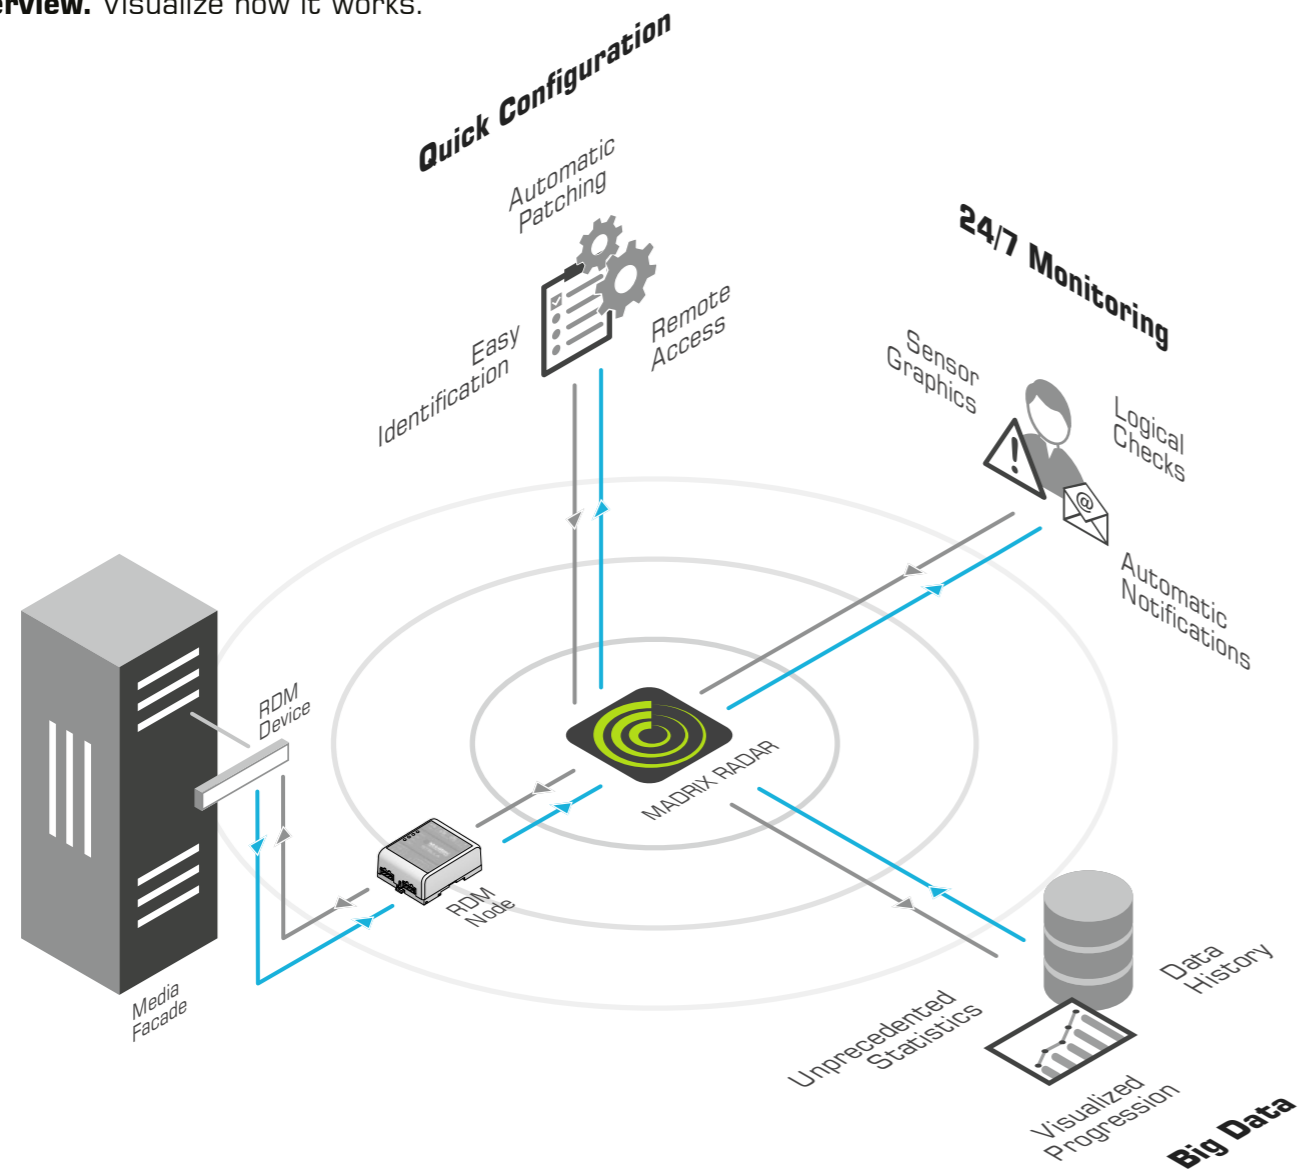 erview. Visualize how it works.
Quick Configuration
Automatic
Patching
Easy
Identification
Remote
Access
24/7 Monitoring
Sensor
Graphics
Logical
Checks
@
Automatic
Notifications
RDM
Device
MADRIX RADAR
RDM
Node
Media
Facade
Data
History
Unprecedented
Statistics
Visualized
Progression
Big Data